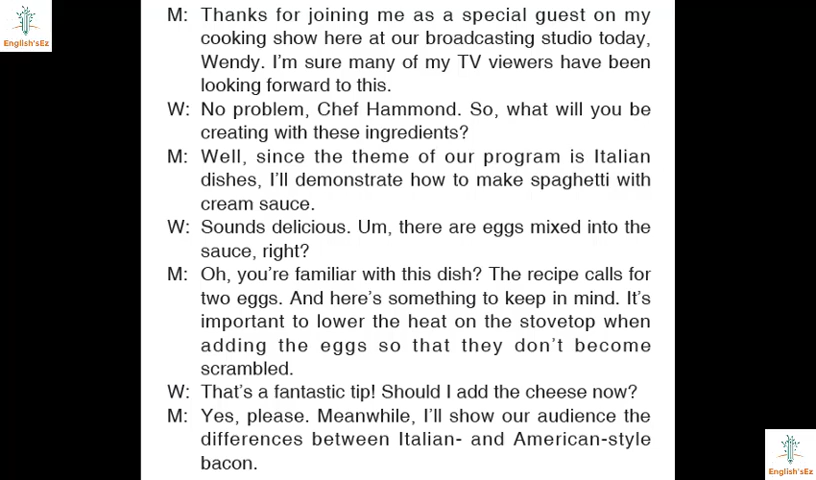 English'sEz
M: Thanks for joining me as a special guest on my
cooking show here at our broadcasting studio today,
Wendy. I'm sure many of my TV viewers have been
looking forward to this.
W: No problem, Chef Hammond. So, what will you be
creating with these ingredients?
M: Well, since the theme of our program is Italian
dishes, I'll demonstrate how to make spaghetti with
cream sauce.
W: Sounds delicious. Um, there are eggs mixed into the
sauce, right?
M: Oh, you're familiar with this dish? The recipe calls for
two eggs. And here's something to keep in mind. It's
important to lower the heat on the stovetop when
adding the eggs so that they don't become
scrambled.
W: That's a fantastic tip! Should I add the cheese now?
M: Yes, please. Meanwhile, I'll show our audience the
differences between Italian- and American-style
bacon.
English'sEz